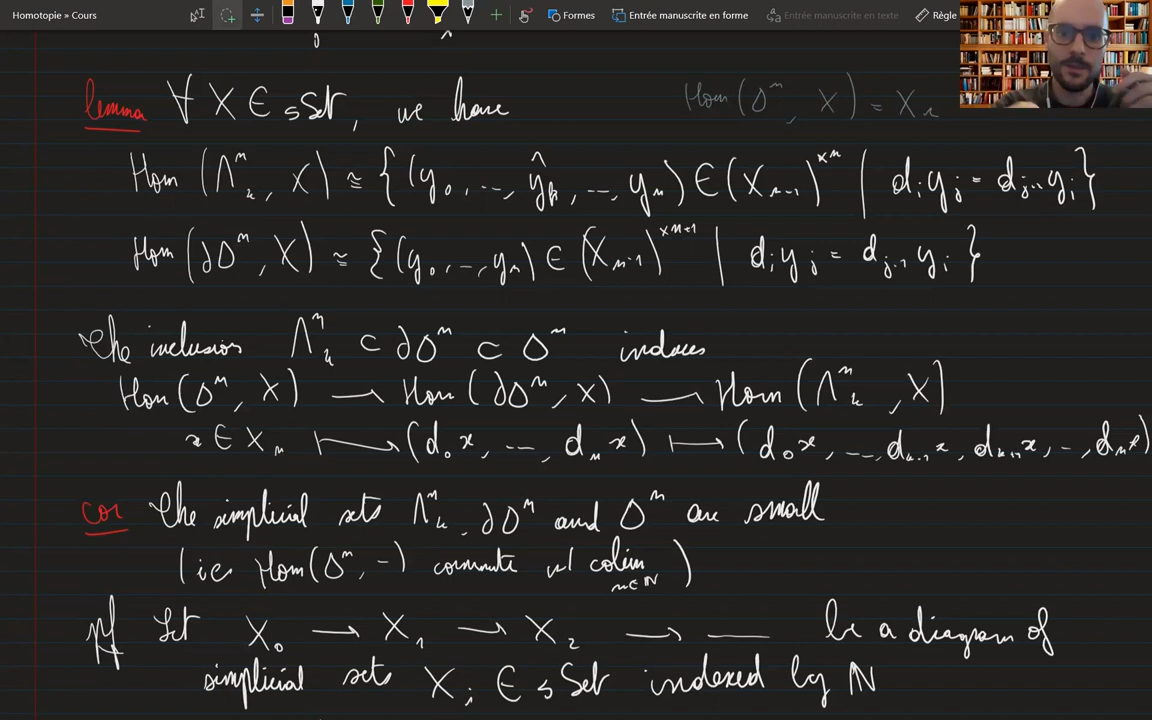 Homotopie » Cours
Formes Entrée manuscrite en forme Entrée manuscrite en texte Règle
lemma ∀ X ∈ sSet, we have Hom(Δⁿ, X) = Xₙ
Hom(Λⁿₖ, X) ≅ {(y₀, ..., ŷₖ, ..., yₙ) ∈ (Xₙ₋₁)^{×n} | dᵢyⱼ = dⱼ₋₁yᵢ}
Hom(∂Δⁿ, X) ≅ {(y₀, ..., yₙ) ∈ (Xₙ₋₁)^{×n+1} | dᵢyⱼ = dⱼ₋₁yᵢ}
The inclusion Λⁿₖ ⊂ ∂Δⁿ ⊂ Δⁿ induces
Hom(Δⁿ, X) → Hom(∂Δⁿ, X) → Hom(Λⁿₖ, X)
x ∈ Xₙ ↦ (d₀x, ..., dₙx) ↦ (d₀x, ..., dₖ₋₁x, dₖ₊₁x, ..., dₙx)
cor The simplicial sets Λⁿₖ, ∂Δⁿ and Δⁿ are small
(ie Hom(Δⁿ, -) commute w/ colim_{n∈ℕ})
pf Let X₀ → X₁ → X₂ → — be a diagram of
simplicial sets Xᵢ ∈ sSet indexed by ℕ